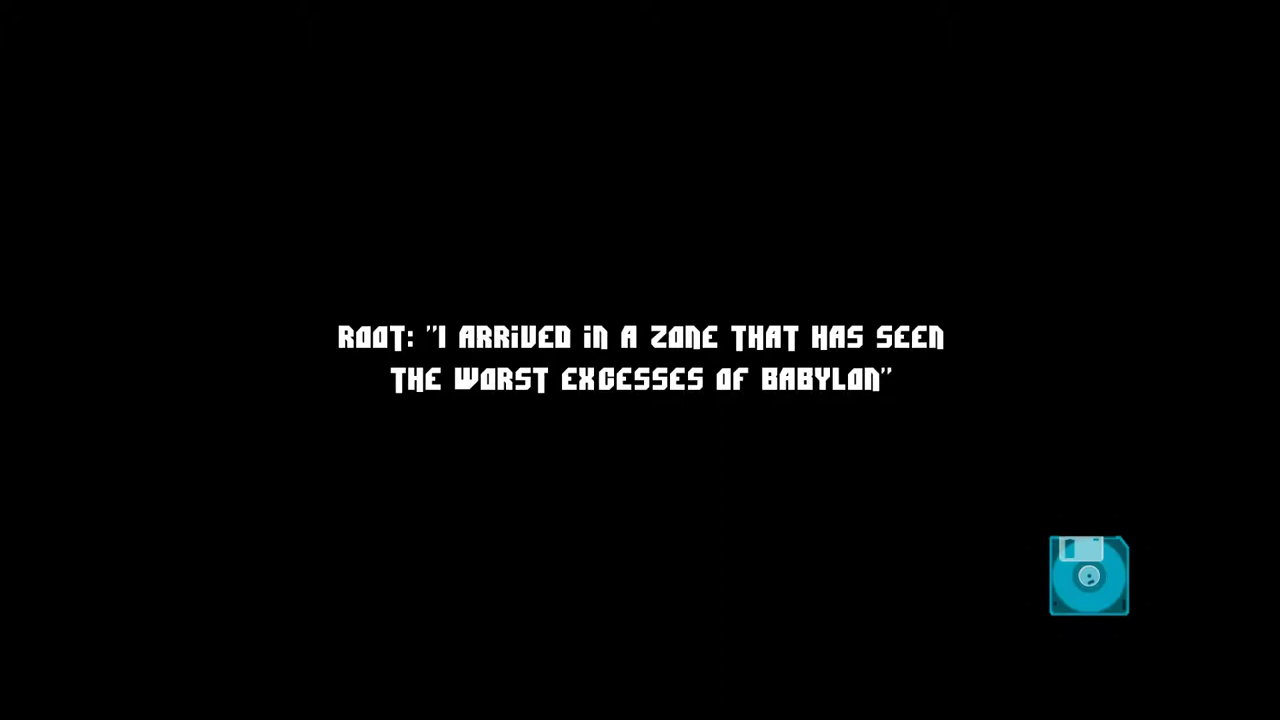 ROOT: "I ARRIVED IN A ZONE THAT HAS SEEN
THE WORST EXCESSES OF BABYLON"